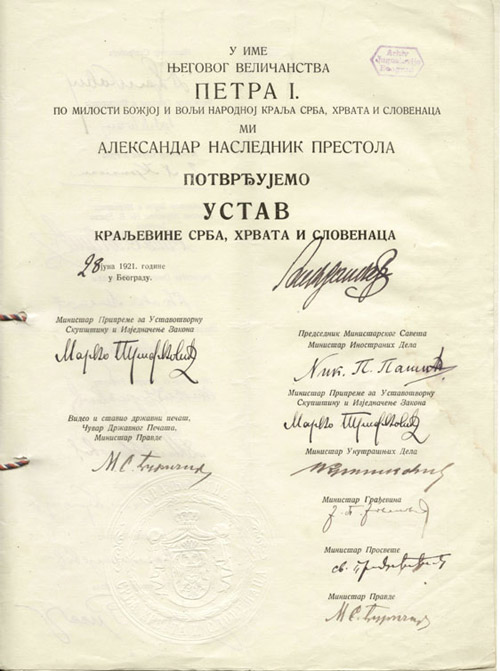 У ИМЕ
ЊЕГОВОГ ВЕЛИЧАНСТВА
ПЕТРА I.
ПО МИЛОСТИ БОЖЈОЈ И ВОЉИ НАРОДНОЈ КРАЉА СРБА, ХРВАТА И СЛОВЕНАЦА
МИ
АЛЕКСАНДАР НАСЛЕДНИК ПРЕСТОЛА
ПОТВРЂУЈЕМО
УСТАВ
КРАЉЕВИНЕ СРБА, ХРВАТА И СЛОВЕНАЦА
28 јуна 1921. године
у Београду.
Министар Припреме за Уставотворну
Скупштину и Изједначење Закона
Марко
Видео и ставио државни печат,
Чувар Државног Печата,
Министар Правде
М. С.
Председник Министарског Савета
Министар Иностраних Дела
Ник. П. Пашић
Министар Припреме за Уставотворну
Скупштину и Изједначење Закона
Марко
Министар Унутрашњих Дела
Министар Грађевина
Министар Просвете
Министар Правде
М. С.